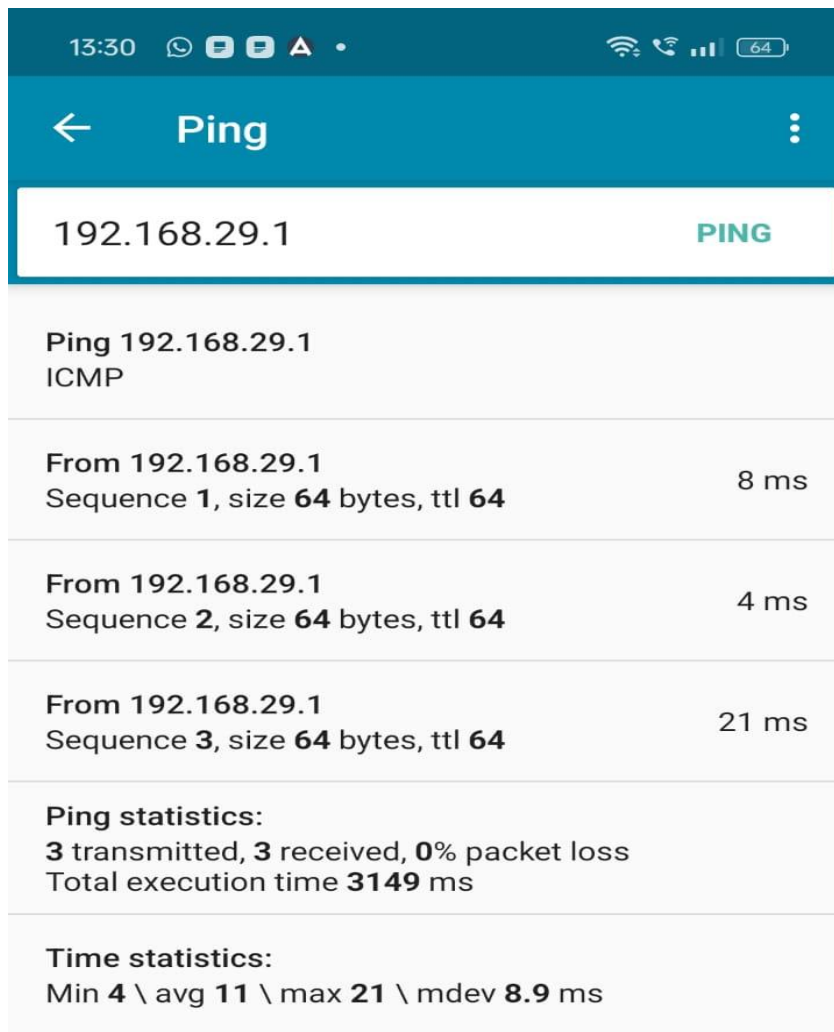 13:30 64
Ping
192.168.29.1 PING
Ping 192.168.29.1
ICMP
From 192.168.29.1
Sequence 1, size 64 bytes, ttl 64
8 ms
From 192.168.29.1
Sequence 2, size 64 bytes, ttl 64
4 ms
From 192.168.29.1
Sequence 3, size 64 bytes, ttl 64
21 ms
Ping statistics:
3 transmitted, 3 received, 0% packet loss
Total execution time 3149 ms
Time statistics:
Min 4 \ avg 11 \ max 21 \ mdev 8.9 ms